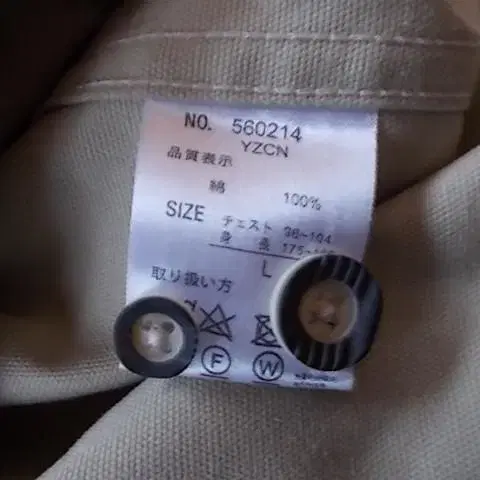 NO. 560214
YZCN
品質表示
綿 100%
SIZE チェスト 96-104
身長 175-
L
取り扱い方
F W